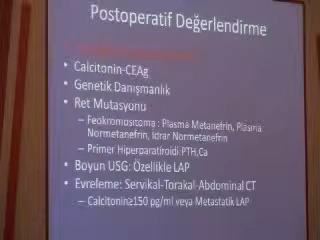 Postoperatif Değerlendirme
• Calcitonin-CEAg
• Genetik Danışmanlık
• Ret Mutasyonu
– Feokromositoma : Plasma Metanefrin, Plasma
Normetanefrin, İdrar Normetanefrin
– Primer Hiperparatiroidi-PTH,Ca
• Boyun USG: Özellikle LAP
• Evreleme: Servikal-Torakal-Abdominal CT
– Calcitonin≥150 pg/ml veya Metastatik LAP